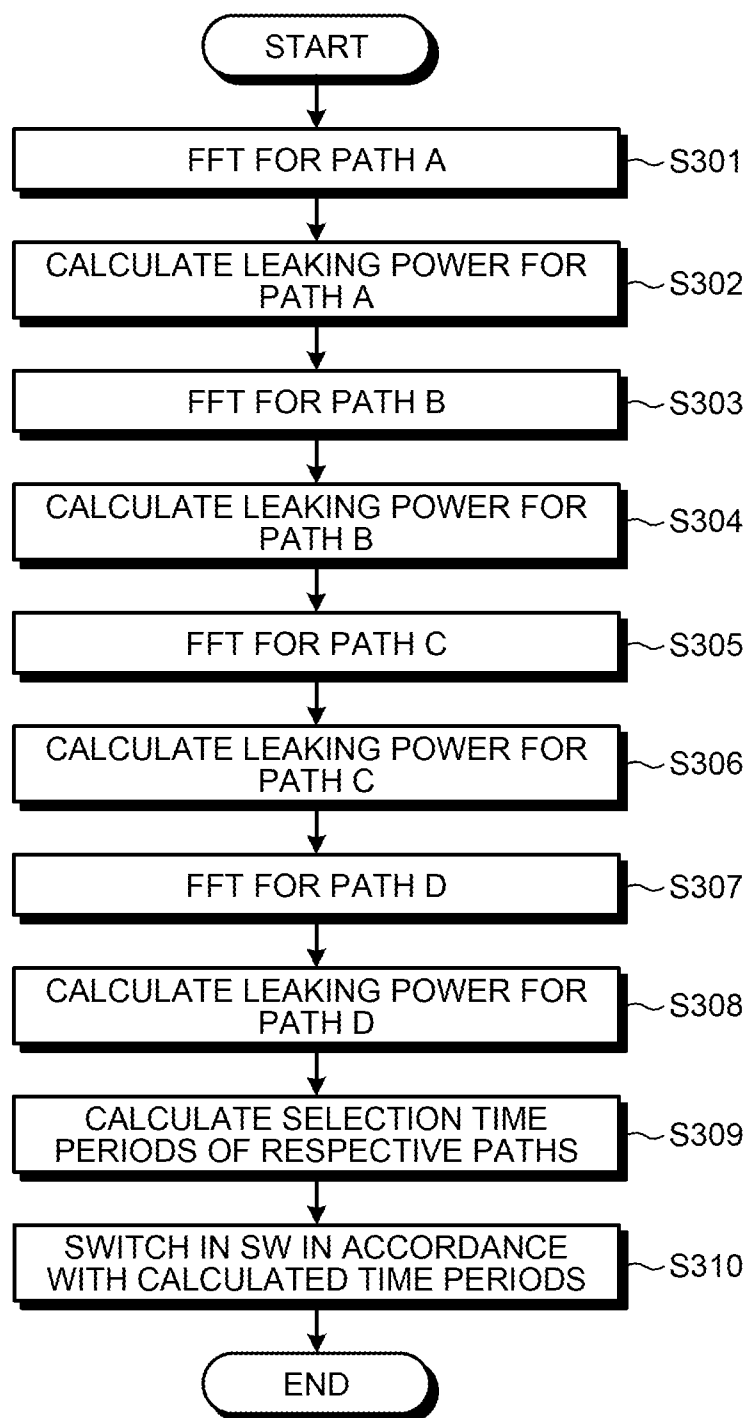 START
FFT FOR PATH A
S301
CALCULATE LEAKING POWER FOR
PATH A
S302
FFT FOR PATH B
S303
CALCULATE LEAKING POWER FOR
PATH B
S304
FFT FOR PATH C
S305
CALCULATE LEAKING POWER FOR
PATH C
S306
FFT FOR PATH D
S307
CALCULATE LEAKING POWER FOR
PATH D
S308
CALCULATE SELECTION TIME
PERIODS OF RESPECTIVE PATHS
S309
SWITCH IN SW IN ACCORDANCE
WITH CALCULATED TIME PERIODS
S310
END